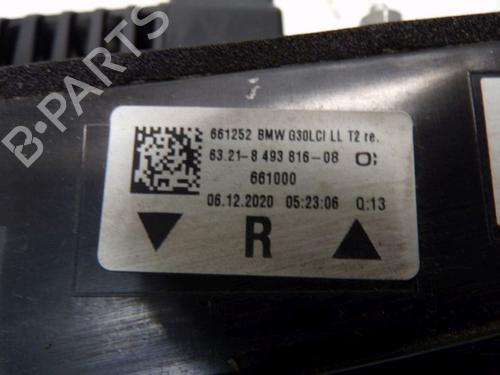 661252 BMW G30LCI LL T2 re.
63.21-8 493 816-08
661000
06.12.2020 05:23:06 Q:13
R
B-PARTS